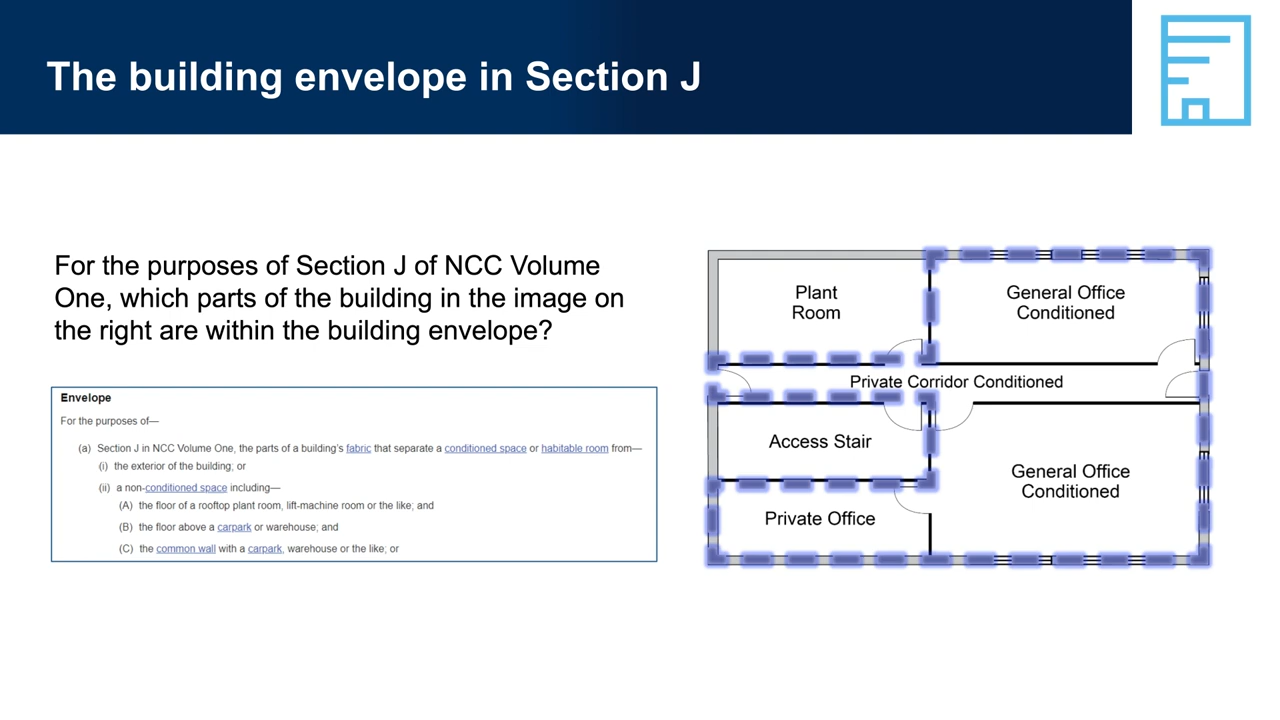 The building envelope in Section J
For the purposes of Section J of NCC Volume
One, which parts of the building in the image on
the right are within the building envelope?
Envelope
For the purposes of—
(a) Section J in NCC Volume One, the parts of a building's fabric that separate a conditioned space or habitable room from—
(i) the exterior of the building; or
(ii) a non-conditioned space including—
(A) the floor of a rooftop plant room, lift-machine room or the like; and
(B) the floor above a carpark or warehouse; and
(C) the common wall with a carpark, warehouse or the like; or
Plant
Room
General Office
Conditioned
Private Corridor Conditioned
Access Stair
General Office
Conditioned
Private Office